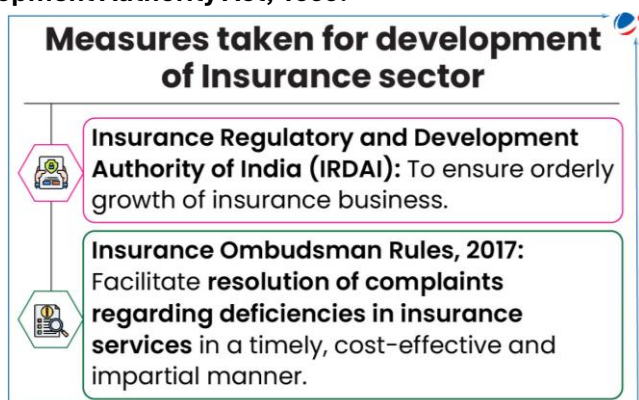 Measures taken for development
of Insurance sector
Insurance Regulatory and Development
Authority of India (IRDAI): To ensure orderly
growth of insurance business.
Insurance Ombudsman Rules, 2017:
Facilitate resolution of complaints
regarding deficiencies in insurance
services in a timely, cost-effective and
impartial manner.